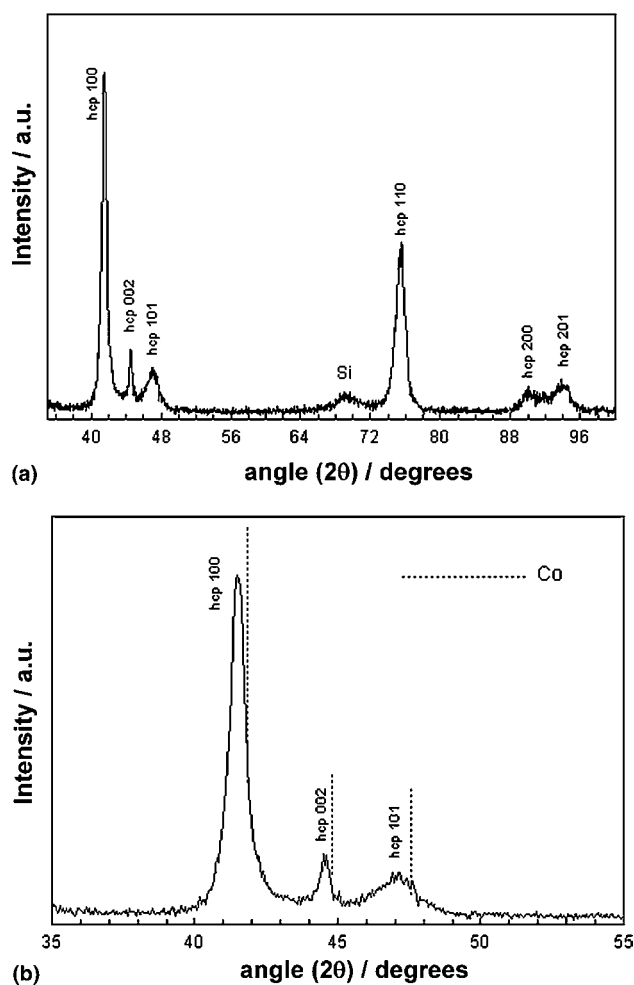 Intensity / a.u.
hcp 100
hcp 002
hcp 101
Si
hcp 110
hcp 200
hcp 201
40 48 56 64 72 80 88 96
(a)
angle (2θ) / degrees
Intensity / a.u.
hcp 100
hcp 002
hcp 101
Co
35 40 45 50 55
(b)
angle (2θ) / degrees